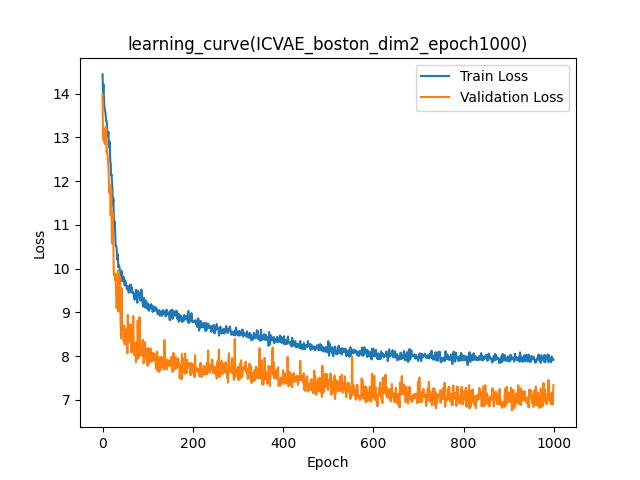 learning_curve(ICVAE_boston_dim2_epoch1000)
Train Loss
Validation Loss
Loss
14
13
12
11
10
9
8
7
0 200 400 600 800 1000
Epoch